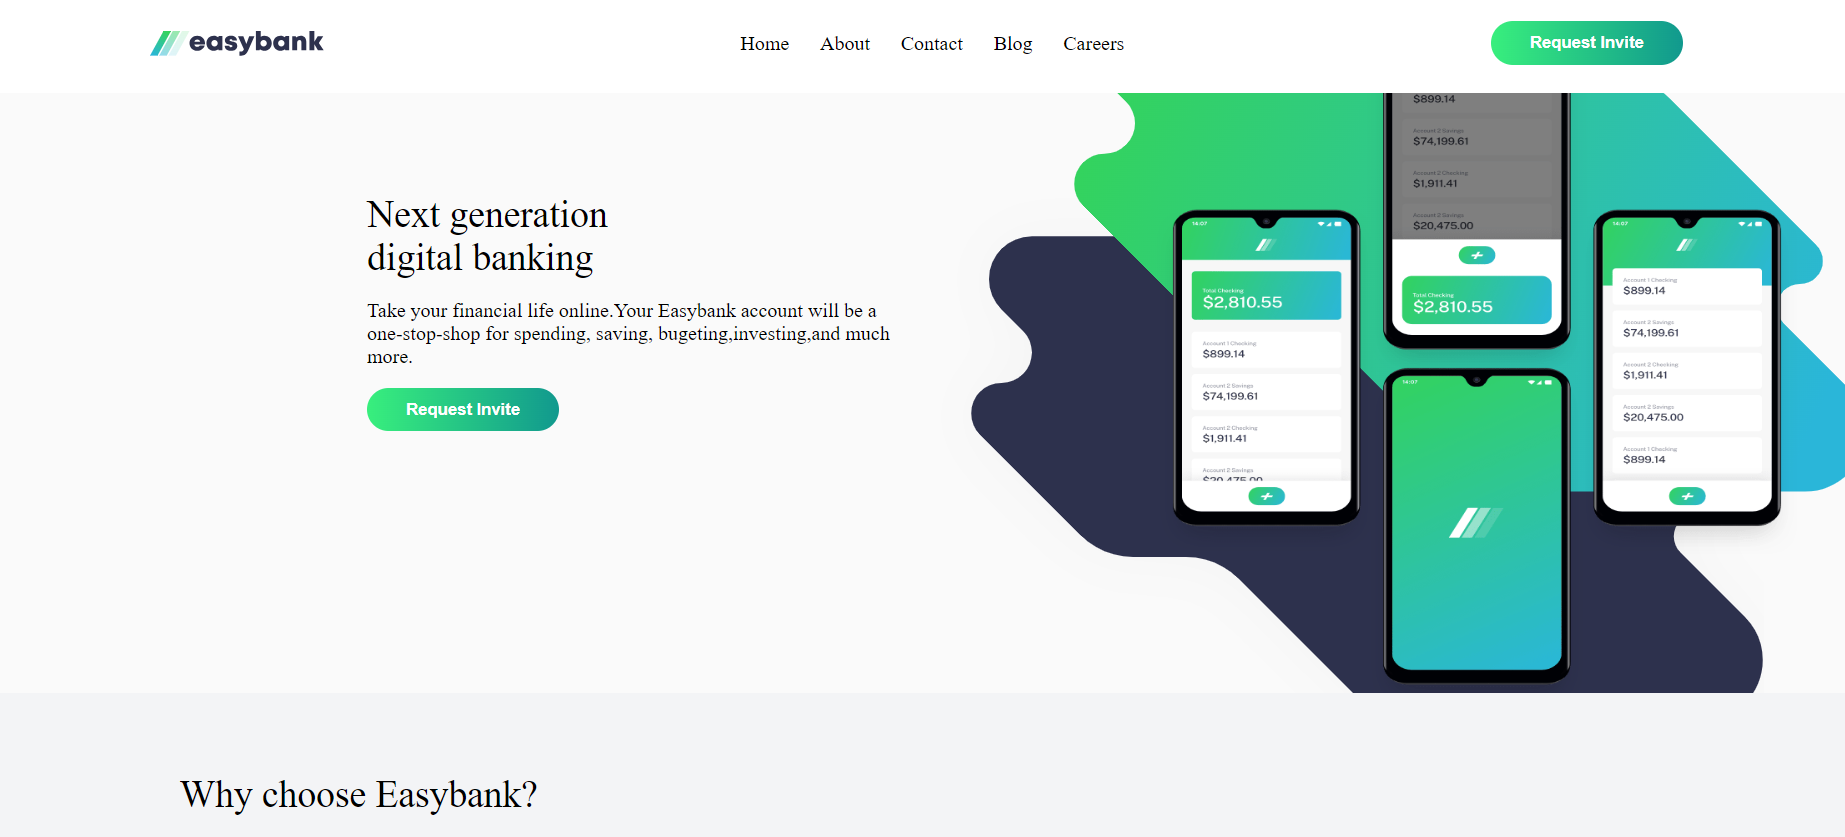 easybank
Home About Contact Blog Careers
Request Invite
Next generation
digital banking
Take your financial life online.Your Easybank account will be a
one-stop-shop for spending, saving, bugeting,investing,and much
more.
Request Invite
$899.14
Account 2 Savings
$74,199.61
Account 2 Checking
$1,911.41
Account 2 Savings
$20,475.00
Total Checking
$2,810.55
14:07
Total Checking
$2,810.55
Account 1 Checking
$899.14
Account 2 Savings
$74,199.61
Account 2 Checking
$1,911.41
Account 2 Savings
$20,475.00
14:07
14:07
Account 1 Checking
$899.14
Account 2 Savings
$74,199.61
Account 2 Checking
$1,911.41
Account 2 Savings
$20,475.00
Account 1 Checking
$899.14
Why choose Easybank?